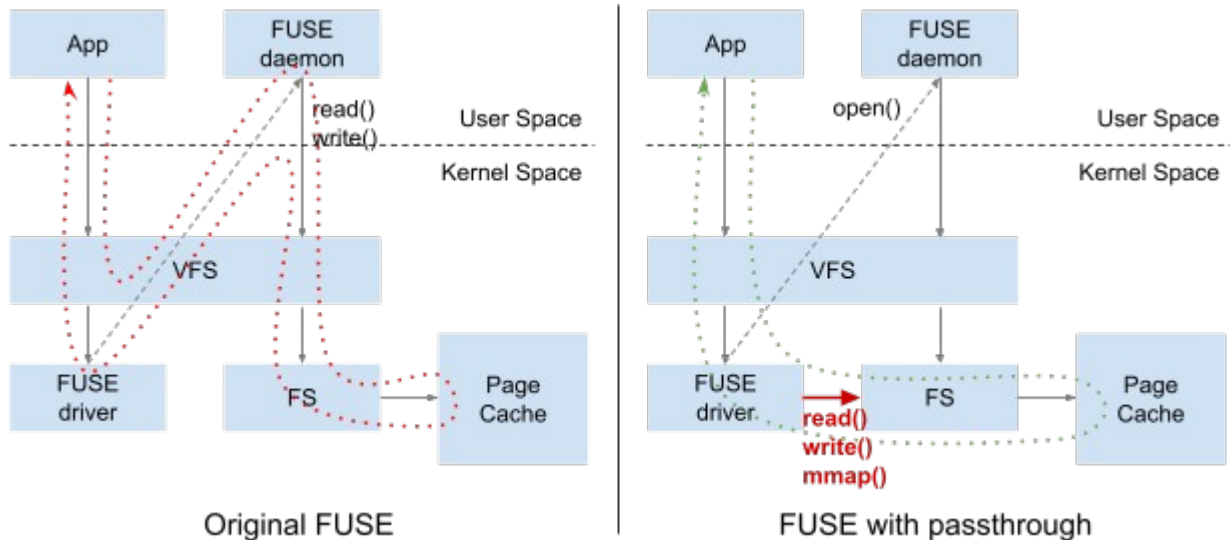 App
FUSE
daemon
read()
write()
User Space
Kernel Space
VFS
FUSE
driver
FS
Page
Cache
Original FUSE
App
FUSE
daemon
open()
User Space
Kernel Space
VFS
FUSE
driver
read()
write()
mmap()
FS
Page
Cache
FUSE with passthrough